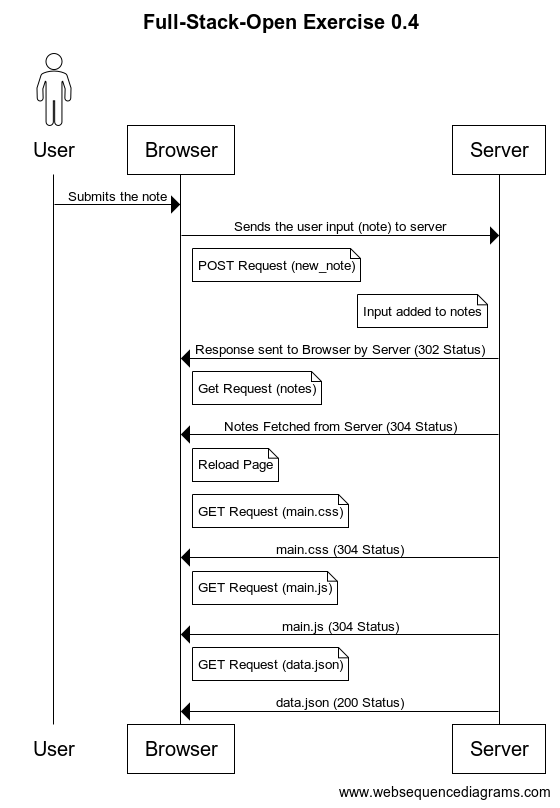 Full-Stack-Open Exercise 0.4
User
Browser
Server
Submits the note
Sends the user input (note) to server
POST Request (new_note)
Input added to notes
Response sent to Browser by Server (302 Status)
Get Request (notes)
Notes Fetched from Server (304 Status)
Reload Page
GET Request (main.css)
main.css (304 Status)
GET Request (main.js)
main.js (304 Status)
GET Request (data.json)
data.json (200 Status)
User
Browser
Server
www.websequencediagrams.com